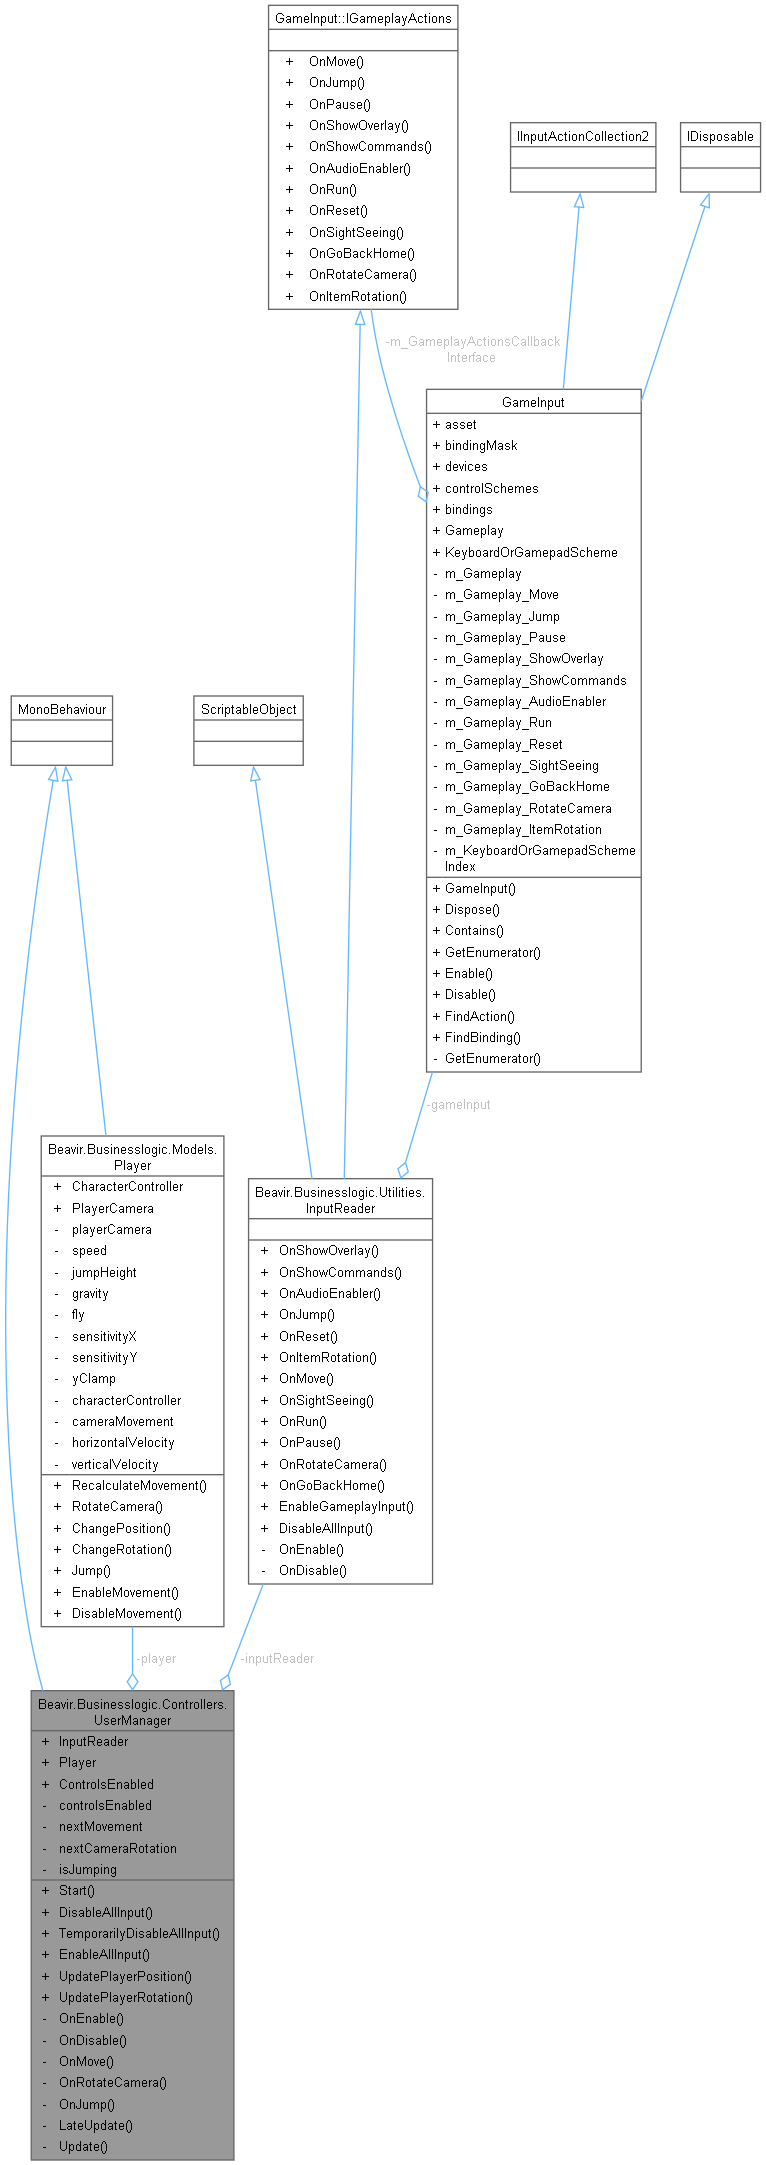 GameInput::IGameplayActions
+ OnMove()
+ OnJump()
+ OnPause()
+ OnShowOverlay()
+ OnShowCommands()
+ OnAudioEnabler()
+ OnRun()
+ OnReset()
+ OnSightSeeing()
+ OnGoBackHome()
+ OnRotateCamera()
+ OnItemRotation()
IInputActionCollection2
IDisposable
-m_GameplayActionsCallback
Interface
GameInput
+ asset
+ bindingMask
+ devices
+ controlSchemes
+ bindings
+ Gameplay
+ KeyboardOrGamepadScheme
- m_Gameplay
- m_Gameplay_Move
- m_Gameplay_Jump
- m_Gameplay_Pause
- m_Gameplay_ShowOverlay
- m_Gameplay_ShowCommands
- m_Gameplay_AudioEnabler
- m_Gameplay_Run
- m_Gameplay_Reset
- m_Gameplay_SightSeeing
- m_Gameplay_GoBackHome
- m_Gameplay_RotateCamera
- m_Gameplay_ItemRotation
- m_KeyboardOrGamepadScheme
Index
+ GameInput()
+ Dispose()
+ Contains()
+ GetEnumerator()
+ Enable()
+ Disable()
+ FindAction()
+ FindBinding()
- GetEnumerator()
MonoBehaviour
ScriptableObject
-gameInput
Beavir.Businesslogic.Models.
Player
+ CharacterController
+ PlayerCamera
- playerCamera
- speed
- jumpHeight
- gravity
- fly
- sensitivityX
- sensitivityY
- yClamp
- characterController
- cameraMovement
- horizontalVelocity
- verticalVelocity
+ RecalculateMovement()
+ RotateCamera()
+ ChangePosition()
+ ChangeRotation()
+ Jump()
+ EnableMovement()
+ DisableMovement()
Beavir.Businesslogic.Utilities.
InputReader
+ OnShowOverlay()
+ OnShowCommands()
+ OnAudioEnabler()
+ OnJump()
+ OnReset()
+ OnItemRotation()
+ OnMove()
+ OnSightSeeing()
+ OnRun()
+ OnPause()
+ OnRotateCamera()
+ OnGoBackHome()
+ EnableGameplayInput()
+ DisableAllInput()
- OnEnable()
- OnDisable()
-player
-inputReader
Beavir.Businesslogic.Controllers.
UserManager
+ InputReader
+ Player
+ ControlsEnabled
- controlsEnabled
- nextMovement
- nextCameraRotation
- isJumping
+ Start()
+ DisableAllInput()
+ TemporarilyDisableAllInput()
+ EnableAllInput()
+ UpdatePlayerPosition()
+ UpdatePlayerRotation()
- OnEnable()
- OnDisable()
- OnMove()
- OnRotateCamera()
- OnJump()
- LateUpdate()
- Update()